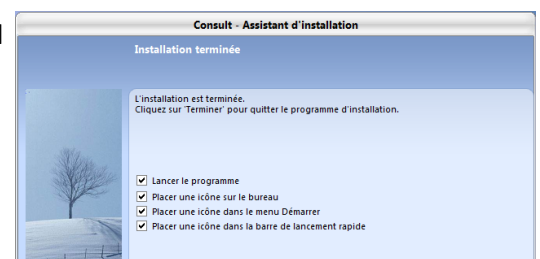 Consult - Assistant d'installation
Installation terminée
L'installation est terminée.
Cliquez sur 'Terminer' pour quitter le programme d'installation.
Lancer le programme
Placer une icône sur le bureau
Placer une icône dans le menu Démarrer
Placer une icône dans la barre de lancement rapide